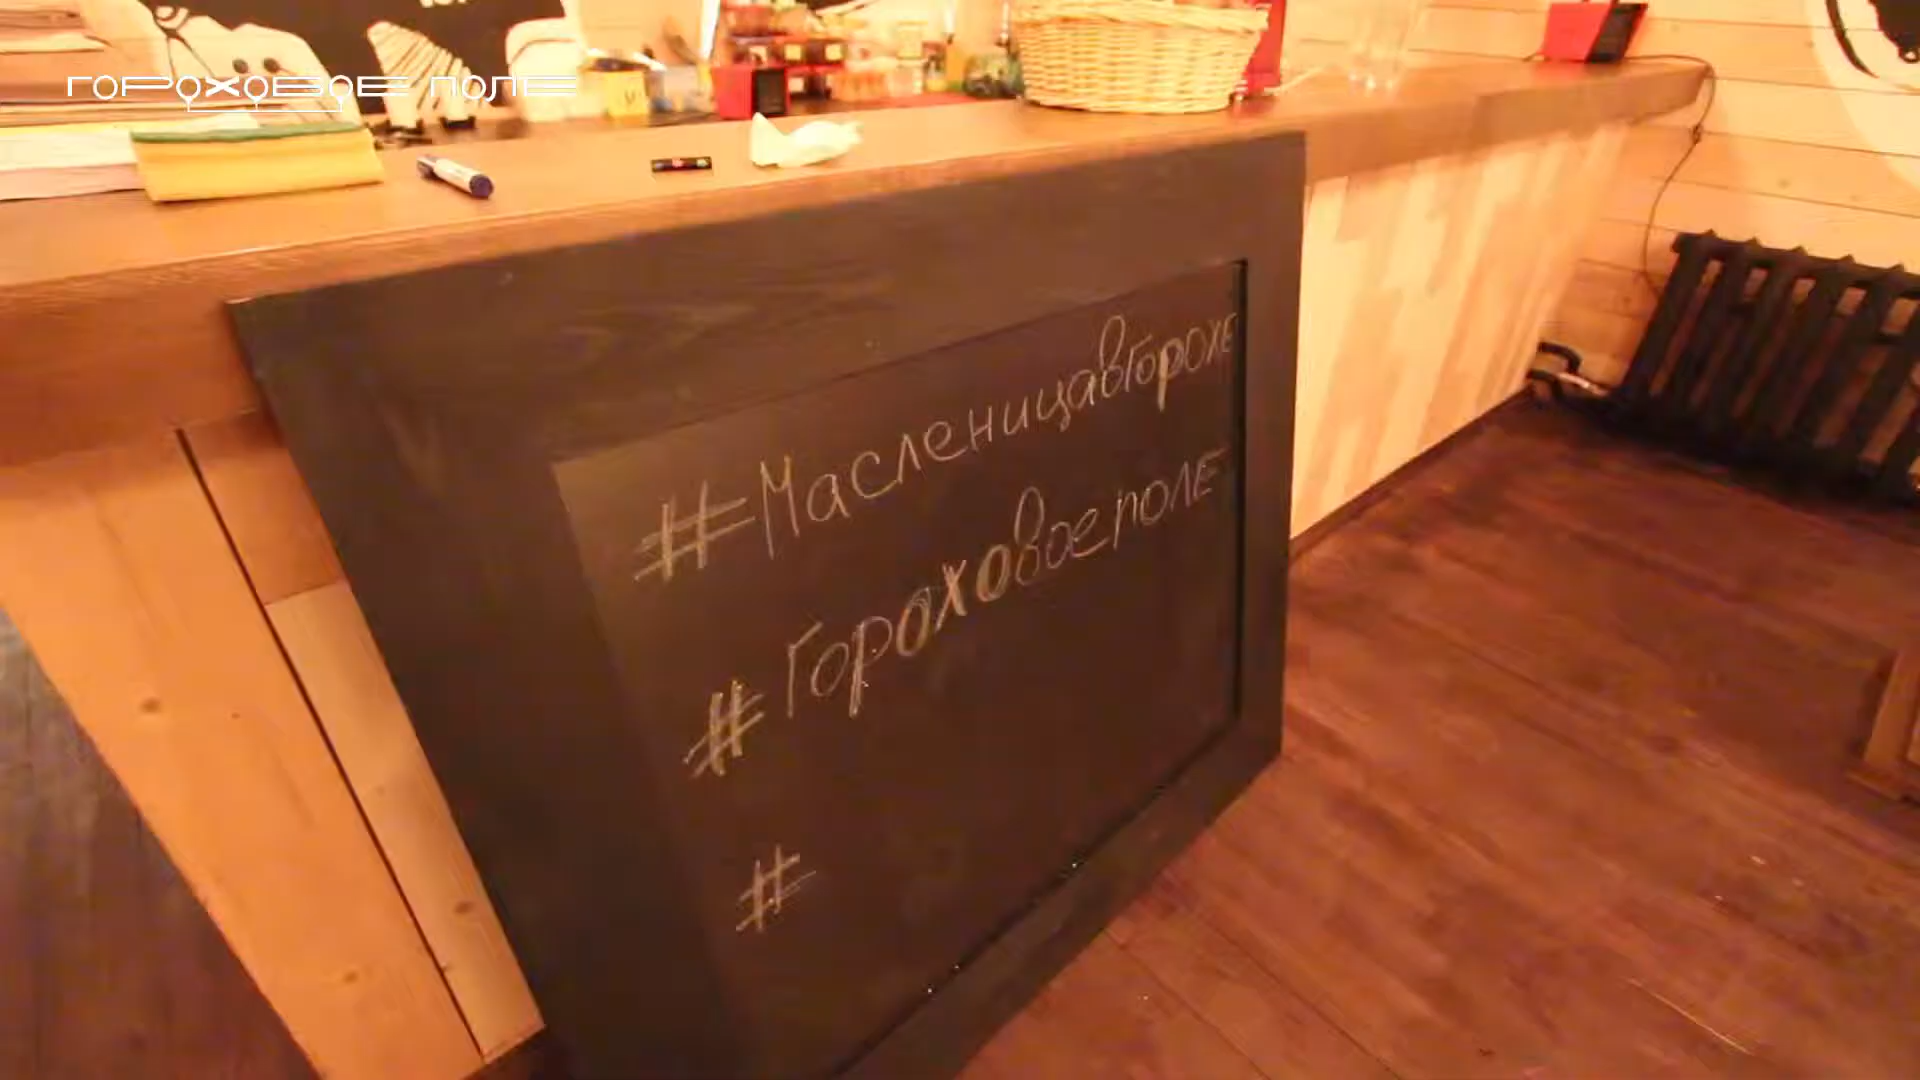 ГОРОХОВОЕ ПОЛЕ
#МасленицавГорохе
#Гороховоеполе
#